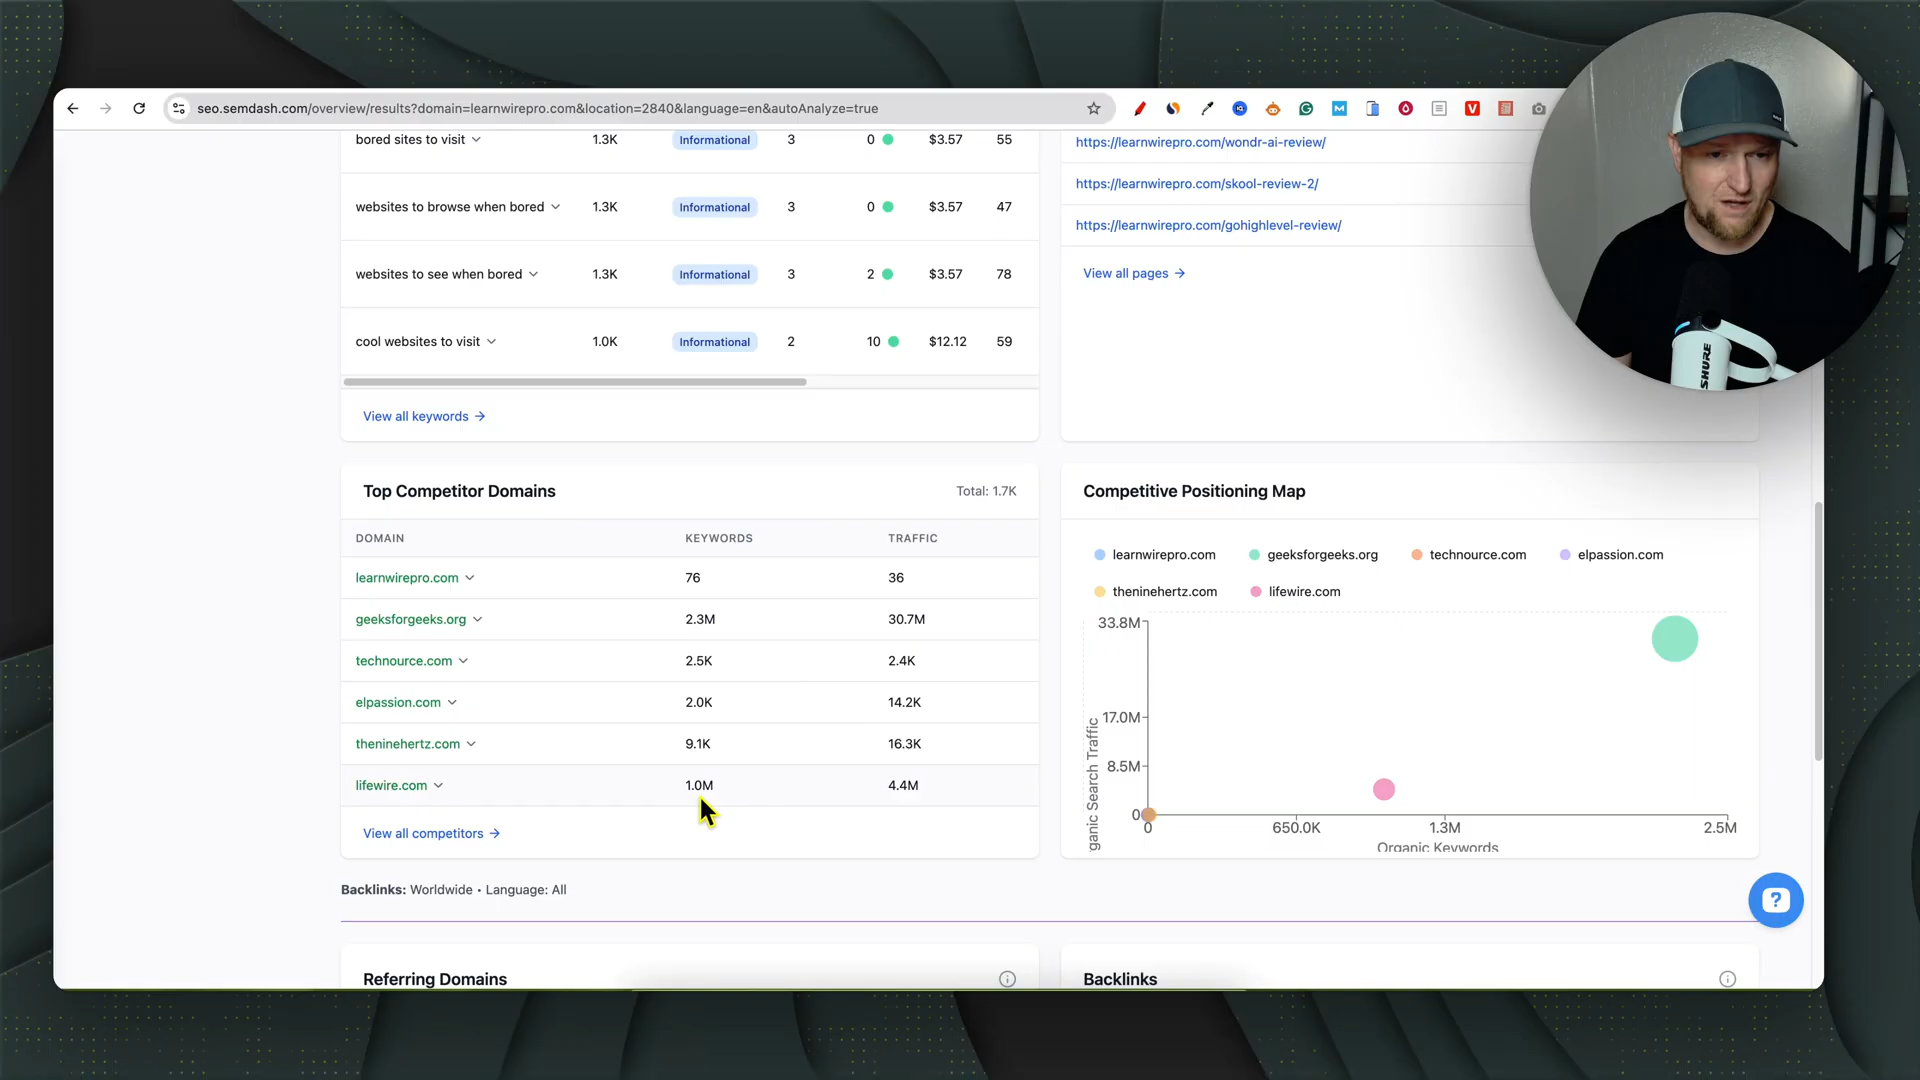 seo.semdash.com/overview/results?domain=learnwirepro.com&location=2840&language=en&autoAnalyze=true
bored sites to visit 1.3K Informational 3 0 $3.57 55
websites to browse when bored 1.3K Informational 3 0 $3.57 47
websites to see when bored 1.3K Informational 3 2 $3.57 78
cool websites to visit 1.0K Informational 2 10 $12.12 59
View all keywords →
https://learnwirepro.com/wondr-ai-review/
https://learnwirepro.com/skool-review-2/
https://learnwirepro.com/gohighlevel-review/
View all pages →
SHURE
Top Competitor Domains Total: 1.7K
DOMAIN KEYWORDS TRAFFIC
learnwirepro.com 76 36
geeksforgeeks.org 2.3M 30.7M
technource.com 2.5K 2.4K
elpassion.com 2.0K 14.2K
theninehertz.com 9.1K 16.3K
lifewire.com 1.0M 4.4M
View all competitors →
Competitive Positioning Map
learnwirepro.com geeksforgeeks.org technource.com elpassion.com
theninehertz.com lifewire.com
33.8M
17.0M
8.5M
0
0 650.0K 1.3M 2.5M
Organic Keywords
ganic Search Traffic
Backlinks: Worldwide • Language: All
Referring Domains
Backlinks